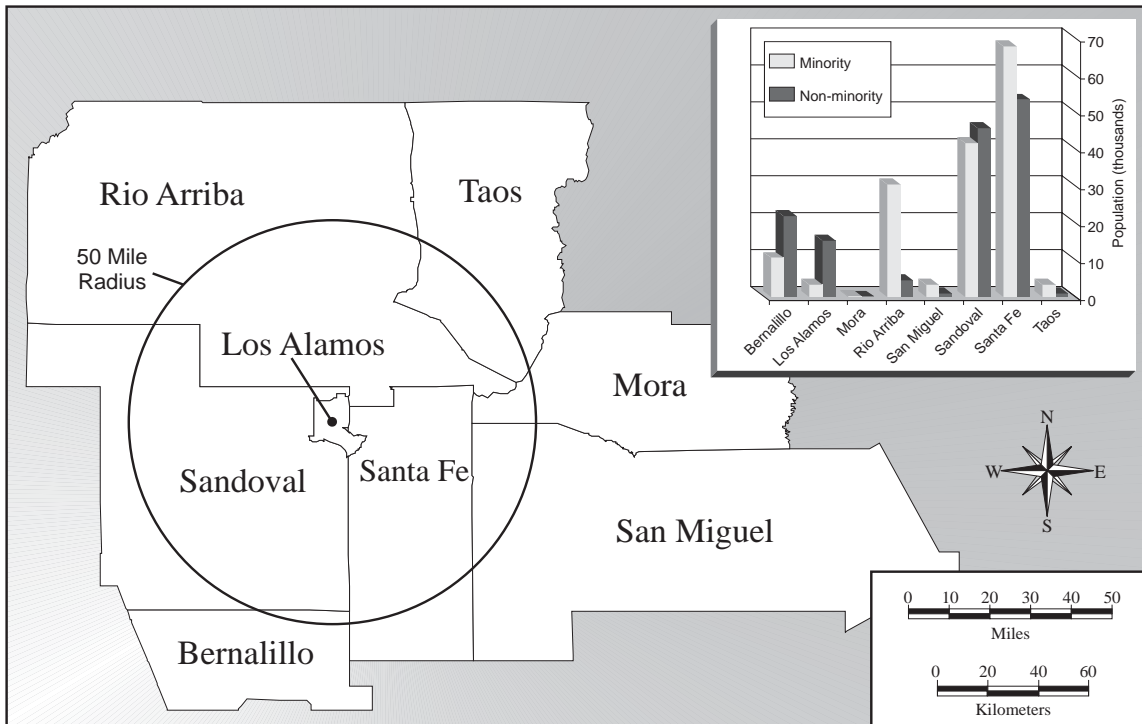 Rio Arriba
Taos
50 Mile
Radius
Los Alamos
Mora
Sandoval
Santa Fe
San Miguel
Bernalillo
Minority
Non-minority
70
60
50
40
30
20
10
0
Population (thousands)
Bernalillo
Los Alamos
Mora
Rio Arriba
San Miguel
Sandoval
Santa Fe
Taos
N
W E
S
0 10 20 30 40 50
Miles
0 20 40 60
Kilometers